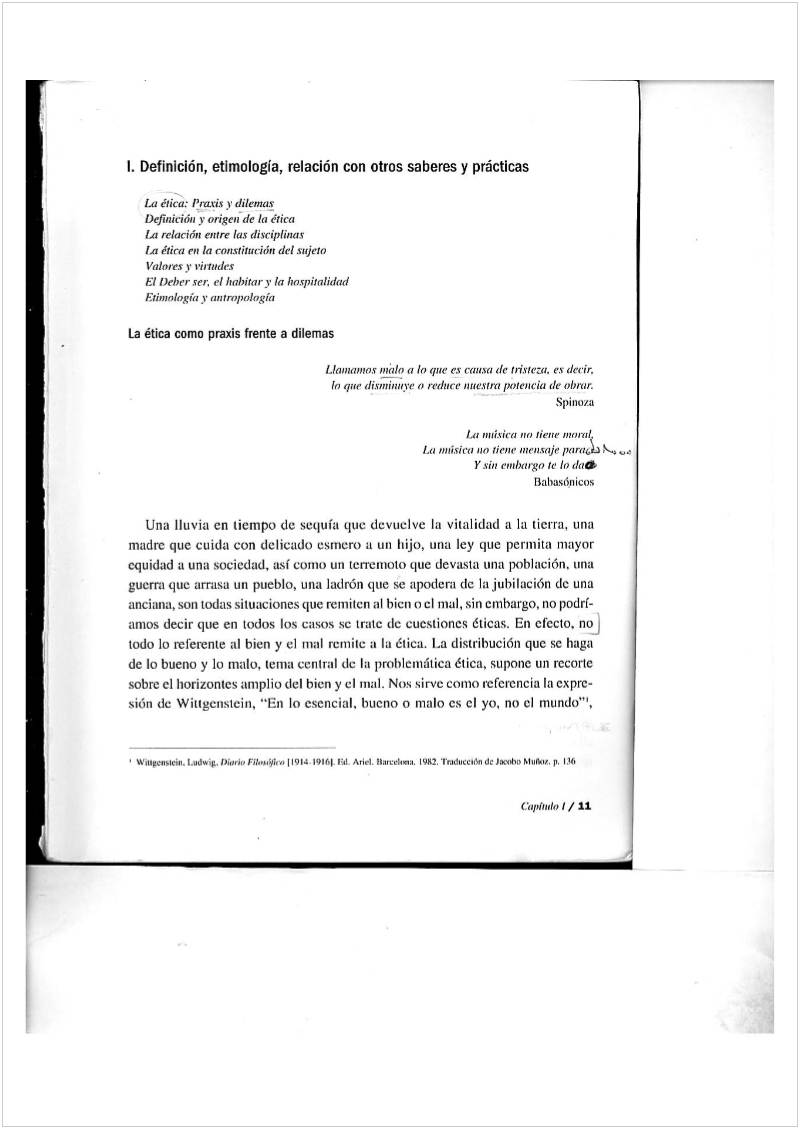 I. Definición, etimología, relación con otros saberes y prácticas
La ética: Praxis y dilemas
Definición y origen de la ética
La relación entre las disciplinas
La ética en la constitución del sujeto
Valores y virtudes
El Deber ser, el habitar y la hospitalidad
Etimología y antropología
La ética como praxis frente a dilemas
Llamamos malo a lo que es causa de tristeza, es decir,
lo que disminuye o reduce nuestra potencia de obrar.
Spinoza
La música no tiene moral,
La música no tiene mensaje para
Y sin embargo te lo da
Babasónicos
Una lluvia en tiempo de sequía que devuelve la vitalidad a la tierra, una
madre que cuida con delicado esmero a un hijo, una ley que permita mayor
equidad a una sociedad, así como un terremoto que devasta una población, una
guerra que arrasa un pueblo, una ladrón que se apodera de la jubilación de una
anciana, son todas situaciones que remiten al bien o el mal, sin embargo, no podrí-
amos decir que en todos los casos se trate de cuestiones éticas. En efecto, no
todo lo referente al bien y el mal remite a la ética. La distribución que se haga
de lo bueno y lo malo, tema central de la problemática ética, supone un recorte
sobre el horizontes amplio del bien y el mal. Nos sirve como referencia la expre-
sión de Wittgenstein, “En lo esencial, bueno o malo es el yo, no el mundo”¹,
¹ Wittgenstein, Ludwig, Diario Filosófico [1914-1916]. Ed. Ariel. Barcelona. 1982. Traducción de Jacobo Muñoz. p. 136
Capítulo I / 11